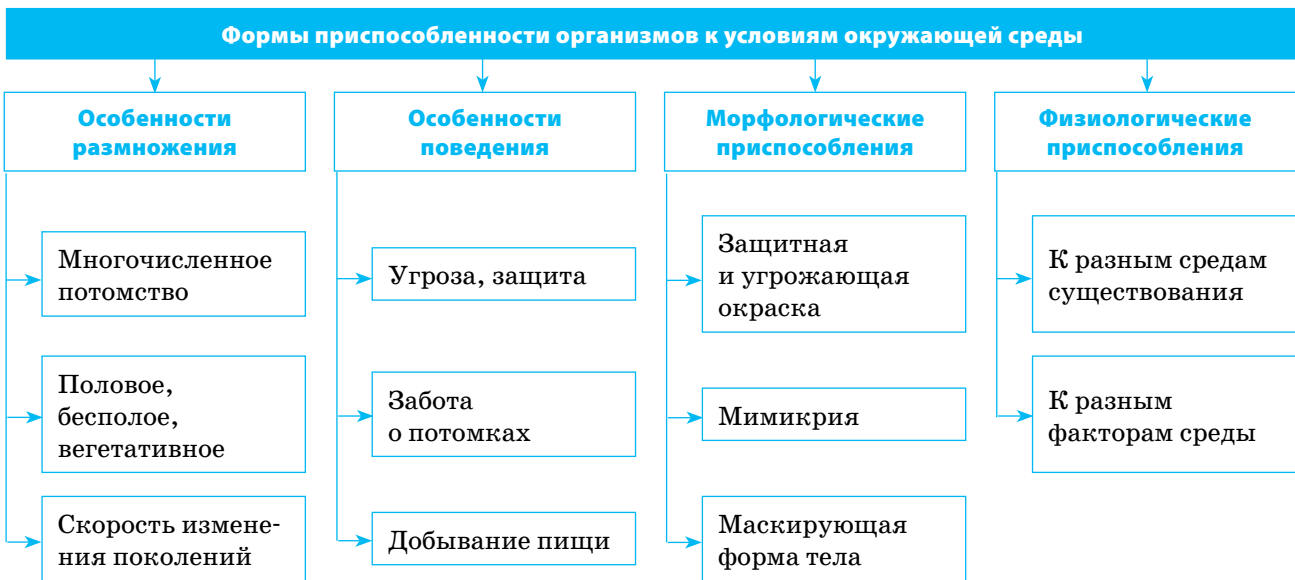 Формы приспособленности организмов к условиям окружающей среды
Особенности
размножения
Многочисленное
потомство
Половое,
бесполое,
вегетативное
Скорость измене-
ния поколений
Особенности
поведения
Угроза, защита
Забота
о потомках
Добывание пищи
Морфологические
приспособления
Защитная
и угрожающая
окраска
Мимикрия
Маскирующая
форма тела
Физиологические
приспособления
К разным средам
существования
К разным
факторам среды